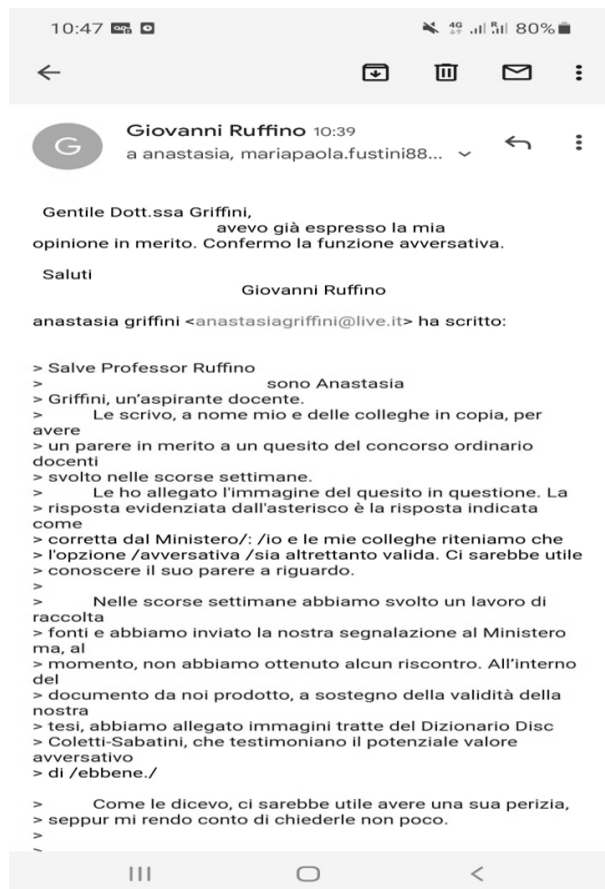 10:47
4G R 80%
Giovanni Ruffino 10:39
G
a anastasia, mariapaola.fustini88...
Gentile Dott.ssa Griffini,
avevo già espresso la mia
opinione in merito. Confermo la funzione avversativa.
Saluti
Giovanni Ruffino
anastasia griffini <anastasiagriffini@live.it> ha scritto:
> Salve Professor Ruffino
> sono Anastasia
> Griffini, un'aspirante docente.
> Le scrivo, a nome mio e delle colleghe in copia, per
avere
> un parere in merito a un quesito del concorso ordinario
docenti
> svolto nelle scorse settimane.
> Le ho allegato l'immagine del quesito in questione. La
> risposta evidenziata dall'asterisco è la risposta indicata
come
> corretta dal Ministero/: /io e le mie colleghe riteniamo che
> l'opzione /avversativa /sia altrettanto valida. Ci sarebbe utile
> conoscere il suo parere a riguardo.
>
> Nelle scorse settimane abbiamo svolto un lavoro di
raccolta
> fonti e abbiamo inviato la nostra segnalazione al Ministero
ma, al
> momento, non abbiamo ottenuto alcun riscontro. All'interno
del
> documento da noi prodotto, a sostegno della validità della
nostra
> tesi, abbiamo allegato immagini tratte del Dizionario Disc
> Coletti-Sabatini, che testimoniano il potenziale valore
avversativo
> di /ebbene./
> Come le dicevo, ci sarebbe utile avere una sua perizia,
> seppur mi rendo conto di chiederle non poco.
>